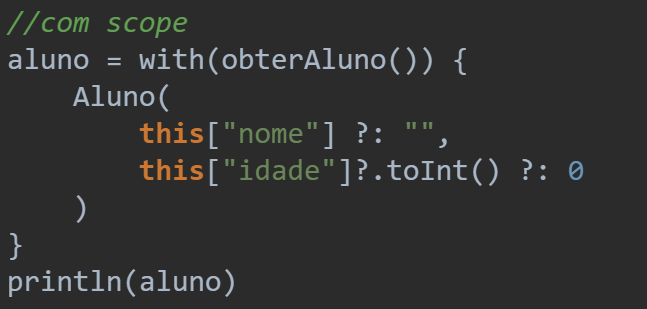 //com scope
aluno = with(obterAluno()) {
    Aluno(
        this["nome"] ?: "",
        this["idade"]?.toInt() ?: 0
    )
}
println(aluno)